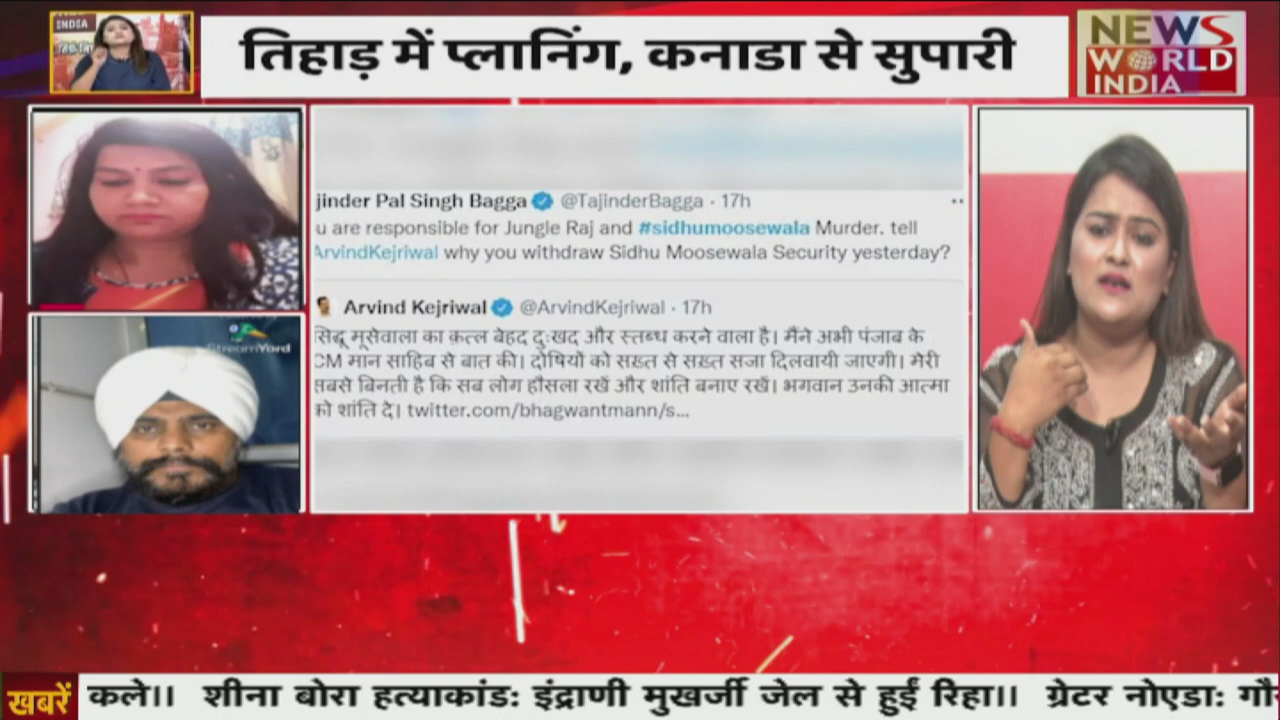 INDIA
तिहाड़ में प्लानिंग, कनाडा से सुपारी
NEWS
WORLD
INDIA
StreamYard
jinder Pal Singh Bagga @TajinderBagga · 17h
u are responsible for Jungle Raj and #sidhumoosewala Murder. tell
ArvindKejriwal why you withdraw Sidhu Moosewala Security yesterday?
Arvind Kejriwal @ArvindKejriwal · 17h
सिद्धू मूसेवाला का क़त्ल बेहद दुःखद और स्तब्ध करने वाला है। मैंने अभी पंजाब के
CM मान साहिब से बात की। दोषियों को सख़्त से सख़्त सजा दिलवायी जाएगी। मेरी
सबसे बिनती है कि सब लोग हौसला रखें और शांति बनाए रखें। भगवान उनकी आत्मा
को शांति दे। twitter.com/bhagwantmann/s...
खबरें कले।। शीना बोरा हत्याकांड: इंद्राणी मुखर्जी जेल से हुईं रिहा।। ग्रेटर नोएडा: गौ